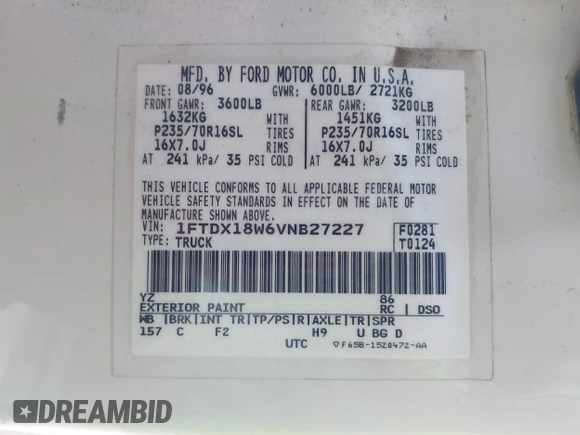 MFD. BY FORD MOTOR CO. IN U.S.A.
DATE: 08/96 GVWR: 6000LB/ 2721KG
FRONT GAWR: 3600LB REAR GAWR: 3200LB
1632KG WITH 1451KG WITH
P235/70R16SL TIRES P235/70R16SL TIRES
16X7.0J RIMS 16X7.0J RIMS
AT 241 kPa/ 35 PSI COLD AT 241 kPa/ 35 PSI COLD
THIS VEHICLE CONFORMS TO ALL APPLICABLE FEDERAL MOTOR
VEHICLE SAFETY STANDARDS IN EFFECT ON THE DATE OF
MANUFACTURE SHOWN ABOVE.
VIN: 1FTDX18W6VNB27227 F0281
TYPE: TRUCK T0124
YZ 86
EXTERIOR PAINT RC | DSO
WB |BRK|INT TR|TP/PS|R|AXLE|TR|SPR
157 C F2 H9 U BG D
UTC ▽F65B-1520472-AA
DREAMBID